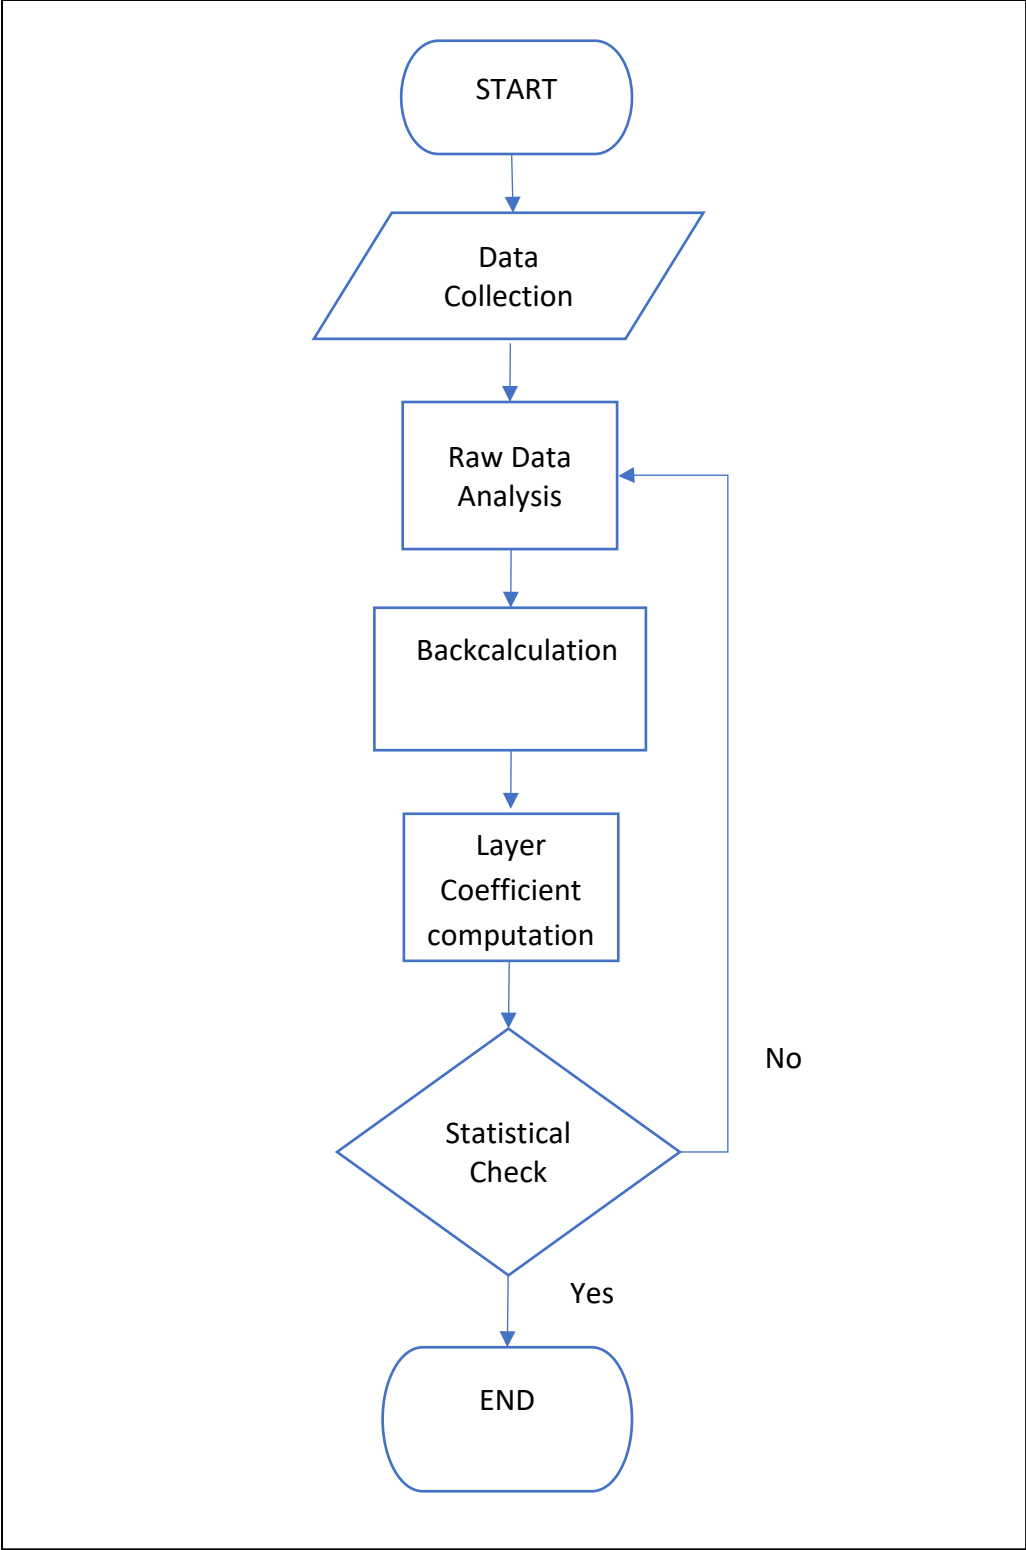 START
Data
Collection
Raw Data
Analysis
Backcalculation
Layer
Coefficient
computation
No
Statistical
Check
Yes
END